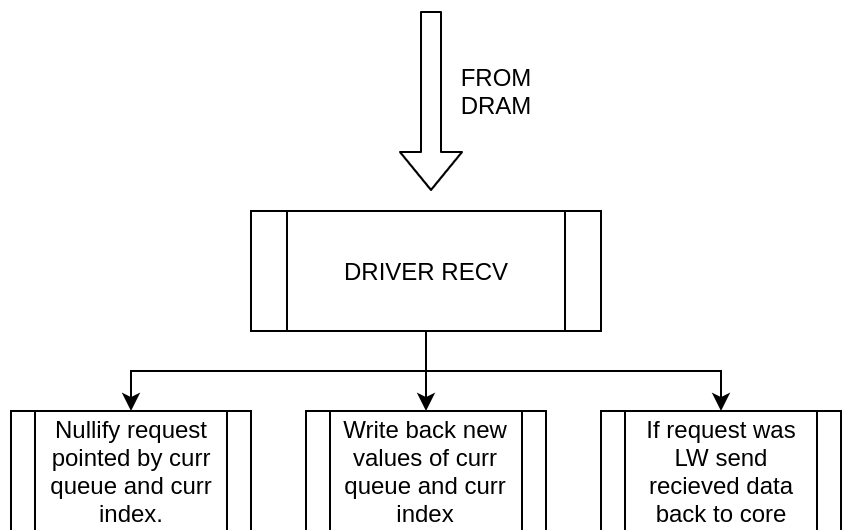 FROM
DRAM
DRIVER RECV
Nullify request
pointed by curr
queue and curr
index.
Write back new
values of curr
queue and curr
index
If request was
LW send
recieved data
back to core